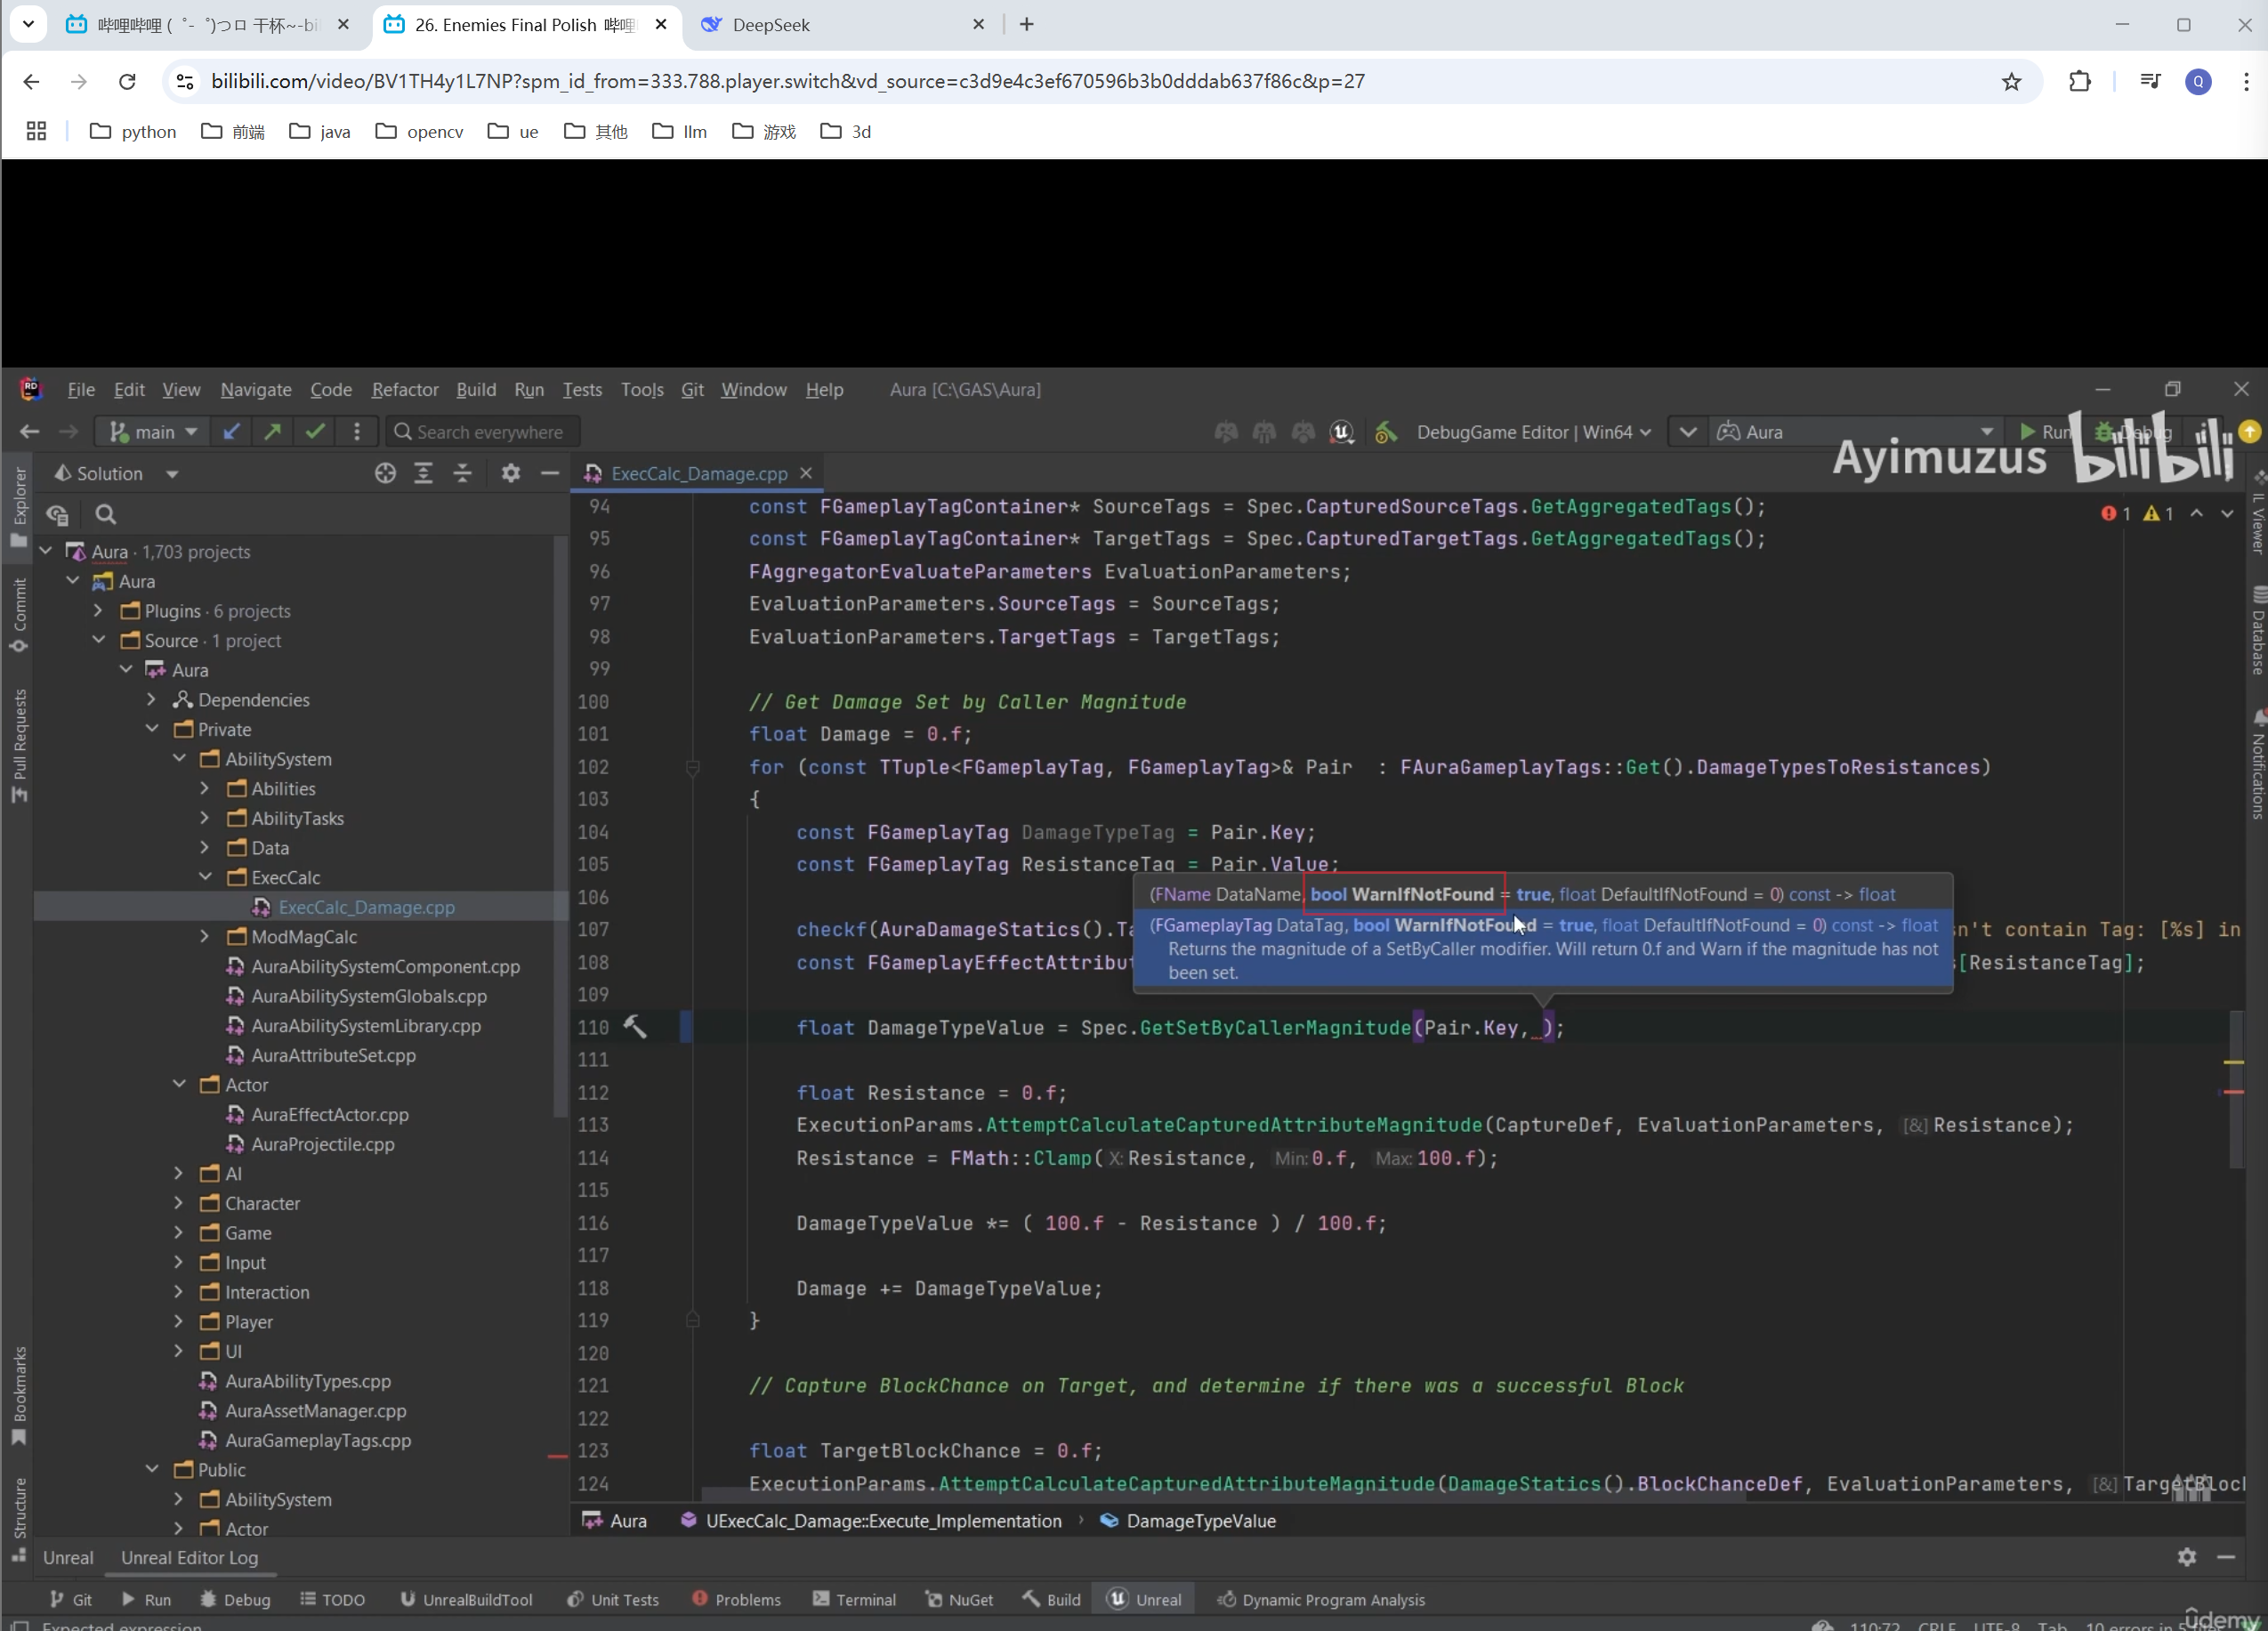 哔哩哔哩 (゜-゜)つロ 干杯~-bi
26. Enemies Final Polish 哔哩
DeepSeek
bilibili.com/video/BV1TH4y1L7NP?spm_id_from=333.788.player.switch&vd_source=c3d9e4c3ef670596b3b0dddab637f86c&p=27
Q
python 前端 java opencv ue 其他 llm 游戏 3d
File Edit View Navigate Code Refactor Build Run Tests Tools Git Window Help Aura [C:\GAS\Aura]
main Search everywhere DebugGame Editor | Win64 Aura Run Debug
Ayimuzus bilibili
Solution
ExecCalc_Damage.cpp
1 1
Explorer
Commit
Pull Requests
Bookmarks
Structure
Aura · 1,703 projects
Aura
Plugins · 6 projects
Source · 1 project
Aura
Dependencies
Private
AbilitySystem
Abilities
AbilityTasks
Data
ExecCalc
ExecCalc_Damage.cpp
ModMagCalc
AuraAbilitySystemComponent.cpp
AuraAbilitySystemGlobals.cpp
AuraAbilitySystemLibrary.cpp
AuraAttributeSet.cpp
Actor
AuraEffectActor.cpp
AuraProjectile.cpp
AI
Character
Game
Input
Interaction
Player
UI
AuraAbilityTypes.cpp
AuraAssetManager.cpp
AuraGameplayTags.cpp
Public
AbilitySystem
Actor
94 const FGameplayTagContainer* SourceTags = Spec.CapturedSourceTags.GetAggregatedTags();
95 const FGameplayTagContainer* TargetTags = Spec.CapturedTargetTags.GetAggregatedTags();
96 FAggregatorEvaluateParameters EvaluationParameters;
97 EvaluationParameters.SourceTags = SourceTags;
98 EvaluationParameters.TargetTags = TargetTags;
99
100 // Get Damage Set by Caller Magnitude
101 float Damage = 0.f;
102 for (const TTuple<FGameplayTag, FGameplayTag>& Pair : FAuraGameplayTags::Get().DamageTypesToResistances)
103 {
104 const FGameplayTag DamageTypeTag = Pair.Key;
105 const FGameplayTag ResistanceTag = Pair.Value;
106
(FName DataName, bool WarnIfNotFound = true, float DefaultIfNotFound = 0) const -> float
(FGameplayTag DataTag, bool WarnIfNotFound = true, float DefaultIfNotFound = 0) const -> float
Returns the magnitude of a SetByCaller modifier. Will return 0.f and Warn if the magnitude has not
been set.
107 checkf(AuraDamageStatics().Ta n't contain Tag: [%s] in
108 const FGameplayEffectAttribut [ResistanceTag];
109
110 float DamageTypeValue = Spec.GetSetByCallerMagnitude(Pair.Key, );
111
112 float Resistance = 0.f;
113 ExecutionParams.AttemptCalculateCapturedAttributeMagnitude(CaptureDef, EvaluationParameters, [&] Resistance);
114 Resistance = FMath::Clamp( X: Resistance, Min: 0.f, Max: 100.f);
115
116 DamageTypeValue *= ( 100.f - Resistance ) / 100.f;
117
118 Damage += DamageTypeValue;
119 }
120
121 // Capture BlockChance on Target, and determine if there was a successful Block
122
123 float TargetBlockChance = 0.f;
124 ExecutionParams.AttemptCalculateCapturedAttributeMagnitude(DamageStatics().BlockChanceDef, EvaluationParameters, [&] TargetBlock
IL Viewer
Database
Notifications
Aura UExecCalc_Damage::Execute_Implementation › DamageTypeValue
Unreal Unreal Editor Log
Git Run Debug TODO UnrealBuildTool Unit Tests Problems Terminal NuGet Build Unreal Dynamic Program Analysis
Expected expression 110:72 CRLF UTF-8 Tab 10 errors in 5
ûdemy